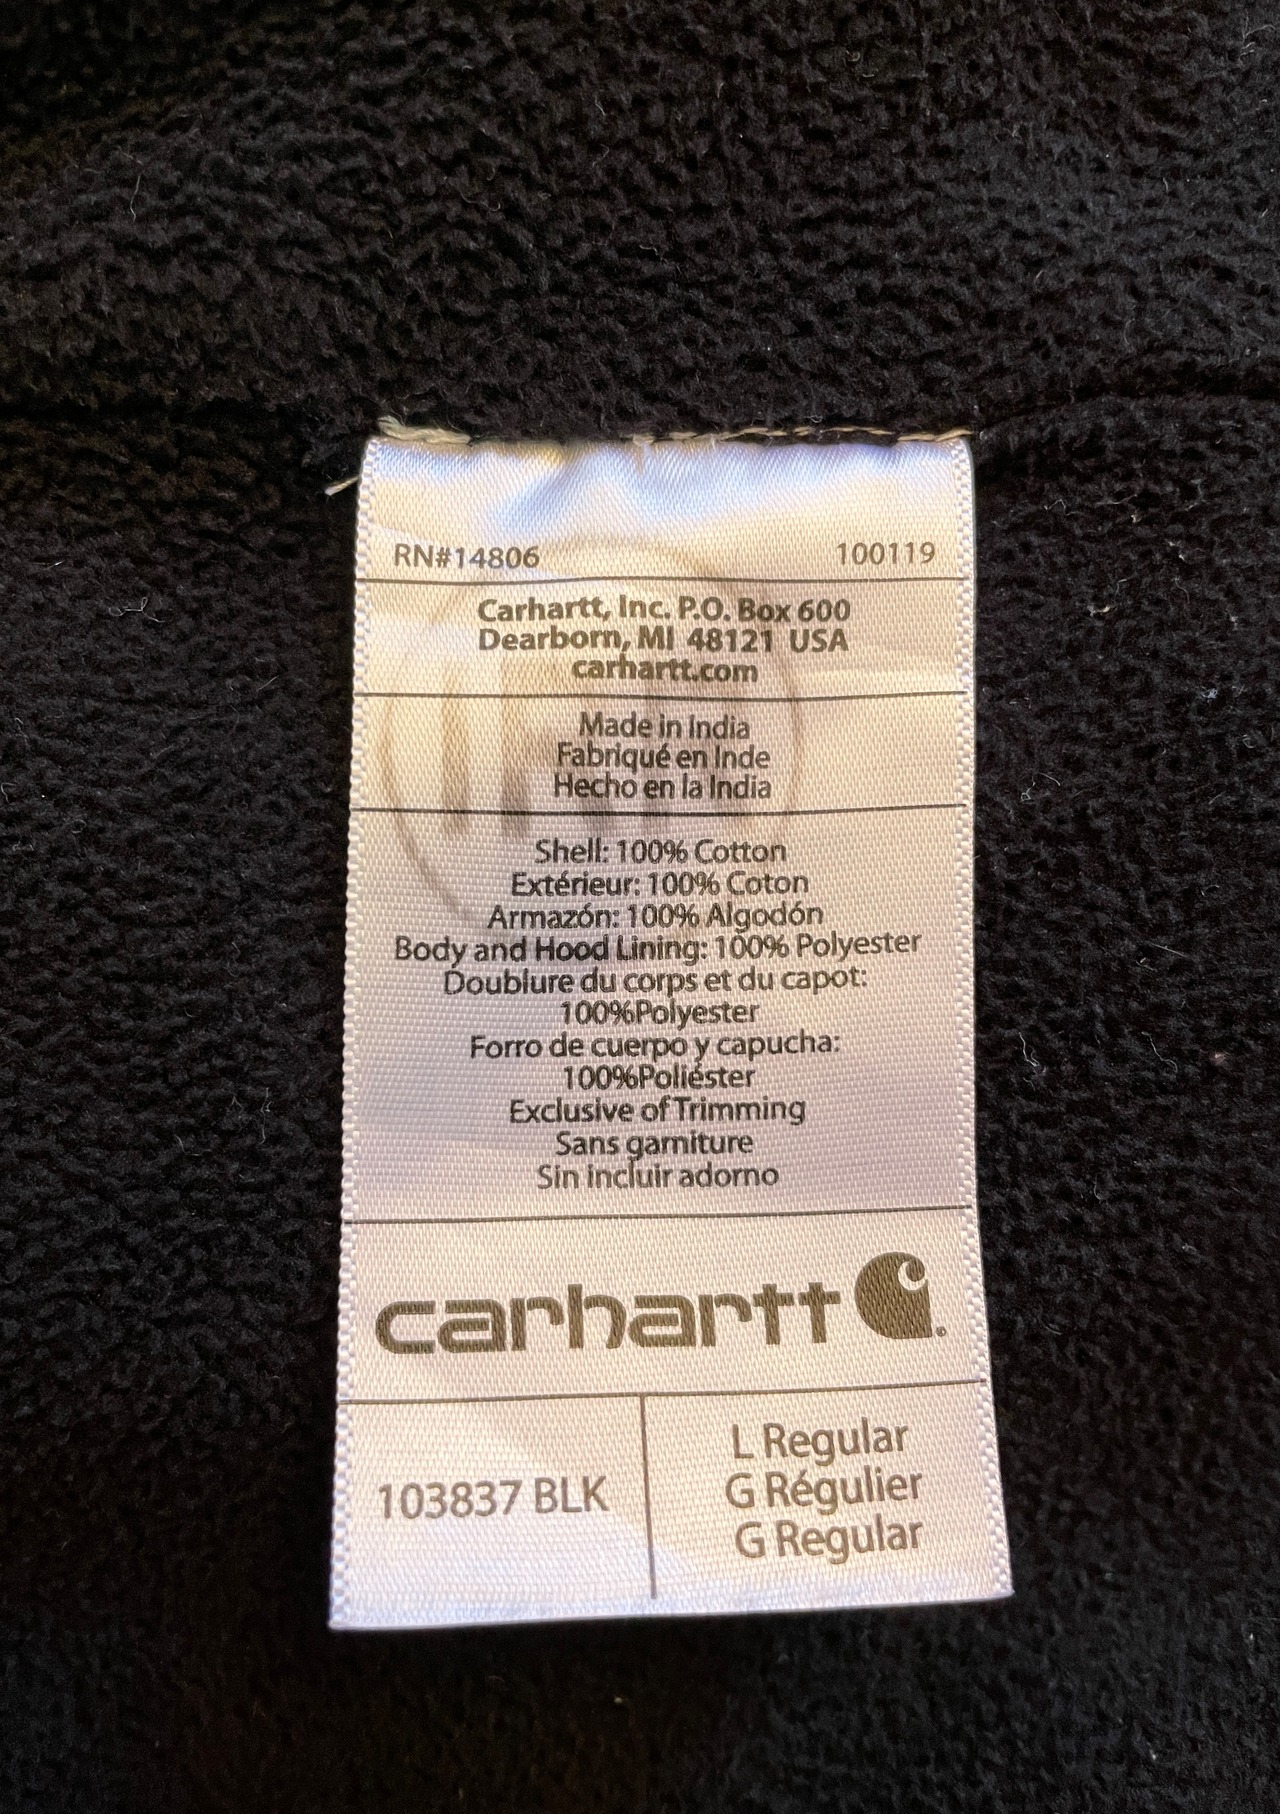 RN#14806 100119
Carhartt, Inc. P.O. Box 600
Dearborn, MI 48121 USA
carhartt.com
Made in India
Fabriqué en Inde
Hecho en la India
Shell: 100% Cotton
Extérieur: 100% Coton
Armazón: 100% Algodón
Body and Hood Lining: 100% Polyester
Doublure du corps et du capot:
100%Polyester
Forro de cuerpo y capucha:
100%Poliéster
Exclusive of Trimming
Sans garniture
Sin incluir adorno
carhartt
103837 BLK
L Regular
G Régulier
G Regular